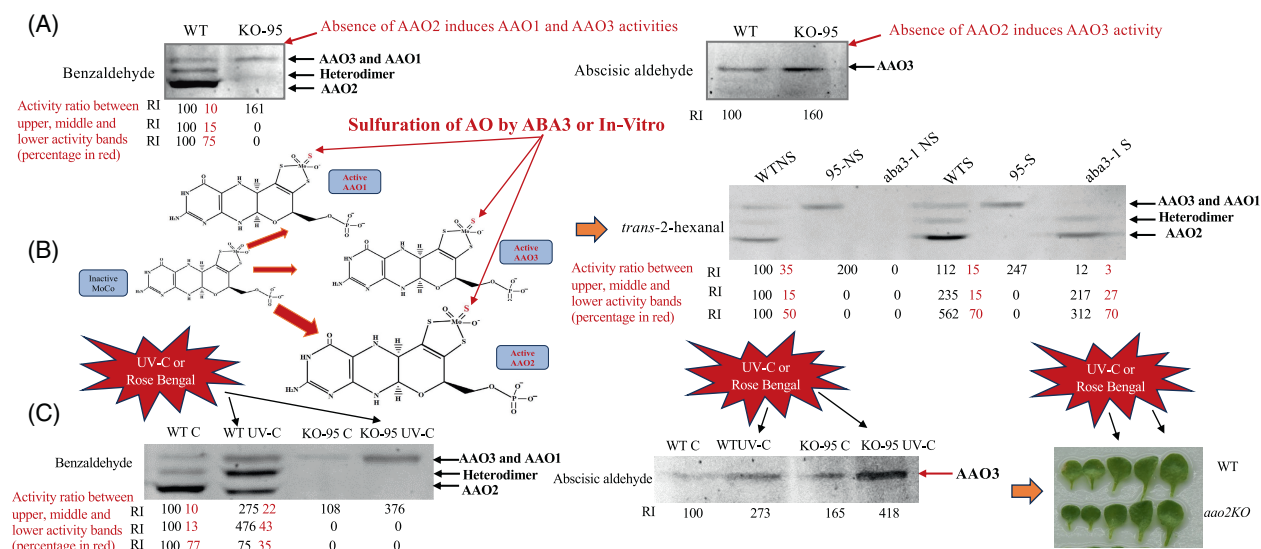 (A)
WT KO-95
Absence of AAO2 induces AAO1 and AAO3 activities
Benzaldehyde
AAO3 and AAO1
Heterodimer
AAO2
Activity ratio between
upper, middle and
lower activity bands
(percentage in red)
RI 100 10 161
RI 100 15 0
RI 100 75 0
WT KO-95
Absence of AAO2 induces AAO3 activity
Abscisic aldehyde
AAO3
RI 100 160
Sulfuration of AO by ABA3 or In-Vitro
(B)
Inactive
MoCo
Active
AAO1
Active
AAO3
Active
AAO2
WTNS 95-NS aba3-1 NS WTS 95-S aba3-1 S
trans-2-hexanal
AAO3 and AAO1
Heterodimer
AAO2
Activity ratio between
upper, middle and
lower activity bands
(percentage in red)
RI 100 35 200 0 112 15 247 12 3
RI 100 15 0 0 235 15 0 217 27
RI 100 50 0 0 562 70 0 312 70
UV-C or
Rose Bengal
UV-C or
Rose Bengal
UV-C or
Rose Bengal
(C)
WT C WT UV-C KO-95 C KO-95 UV-C
Benzaldehyde
AAO3 and AAO1
Heterodimer
AAO2
Activity ratio between
upper, middle and
lower activity bands
(percentage in red)
RI 100 10 275 22 108 376
RI 100 13 476 43 0 0
RI 100 77 75 35 0 0
WT C WTUV-C KO-95 C KO-95 UV-C
Abscisic aldehyde
AAO3
RI 100 273 165 418
WT
aao2KO